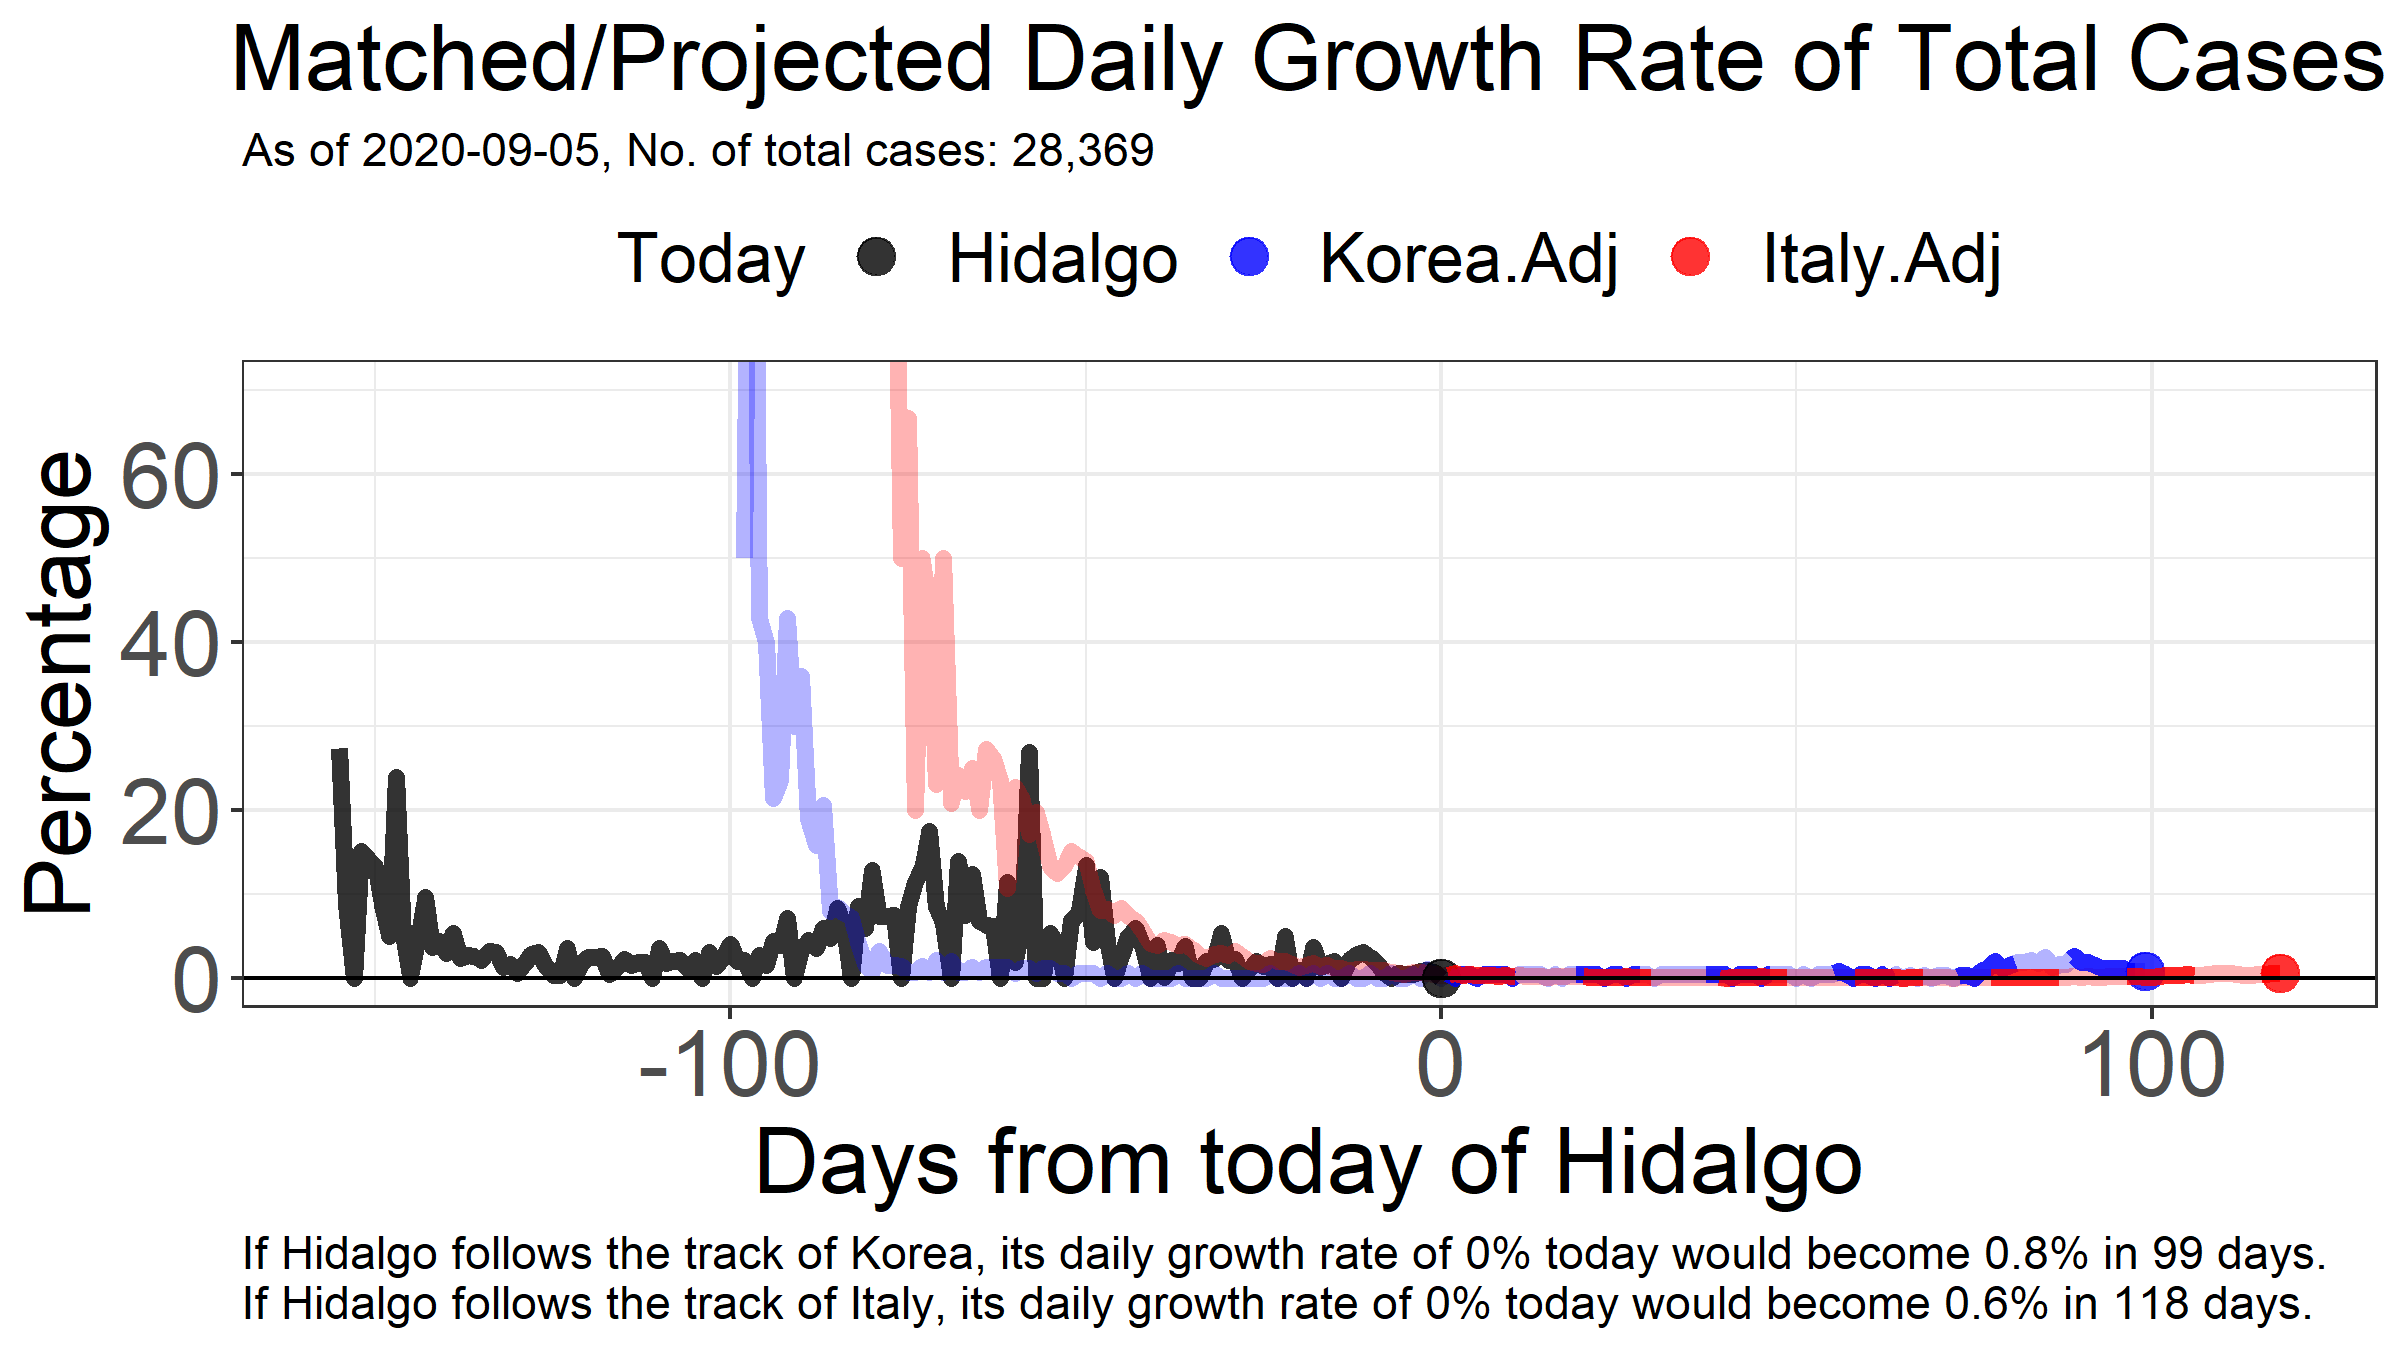 Matched/Projected Daily Growth Rate of Total Cases
As of 2020-09-05, No. of total cases: 28,369
Today Hidalgo Korea.Adj Italy.Adj
Percentage
60
40
20
0
-100 0 100
Days from today of Hidalgo
If Hidalgo follows the track of Korea, its daily growth rate of 0% today would become 0.8% in 99 days.
If Hidalgo follows the track of Italy, its daily growth rate of 0% today would become 0.6% in 118 days.